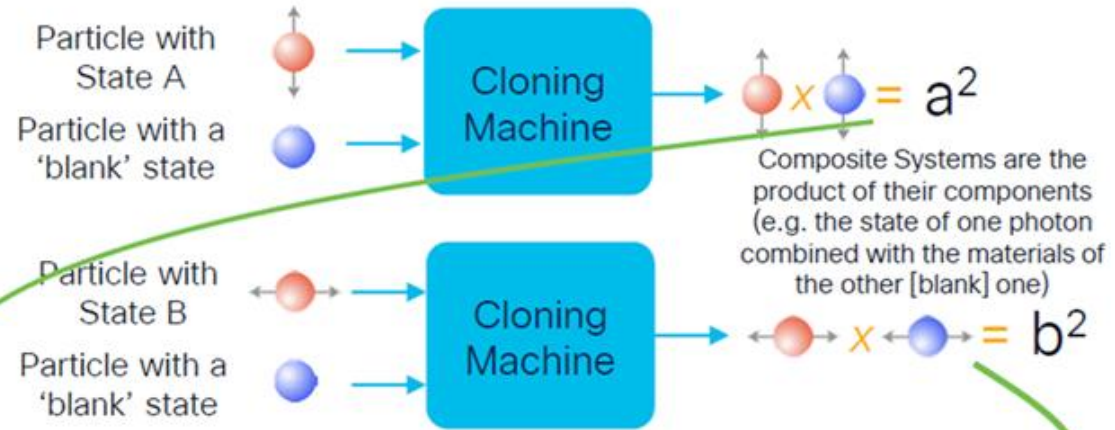 Particle with
State A
Particle with a
'blank' state
Cloning
Machine
x = a²
Composite Systems are the
product of their components
(e.g. the state of one photon
combined with the materials of
the other [blank] one)
Particle with
State B
Particle with a
'blank' state
Cloning
Machine
x = b²